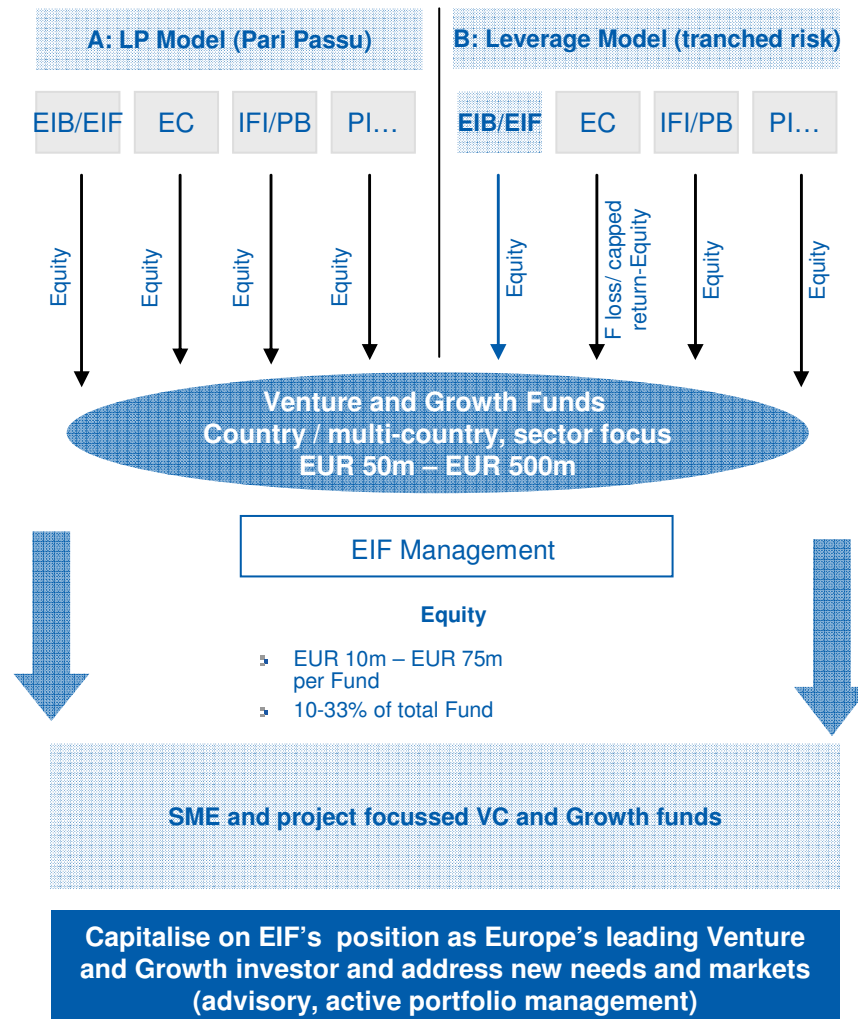 A: LP Model (Pari Passu)
B: Leverage Model (tranched risk)
EIB/EIF
EC
IFI/PB
PI…
EIB/EIF
EC
IFI/PB
PI…
Equity
Equity
Equity
Equity
Equity
F loss/ capped
return-Equity
Equity
Equity
Venture and Growth Funds
Country / multi-country, sector focus
EUR 50m – EUR 500m
EIF Management
Equity
EUR 10m – EUR 75m
per Fund
10-33% of total Fund
SME and project focussed VC and Growth funds
Capitalise on EIF's position as Europe's leading Venture
and Growth investor and address new needs and markets
(advisory, active portfolio management)